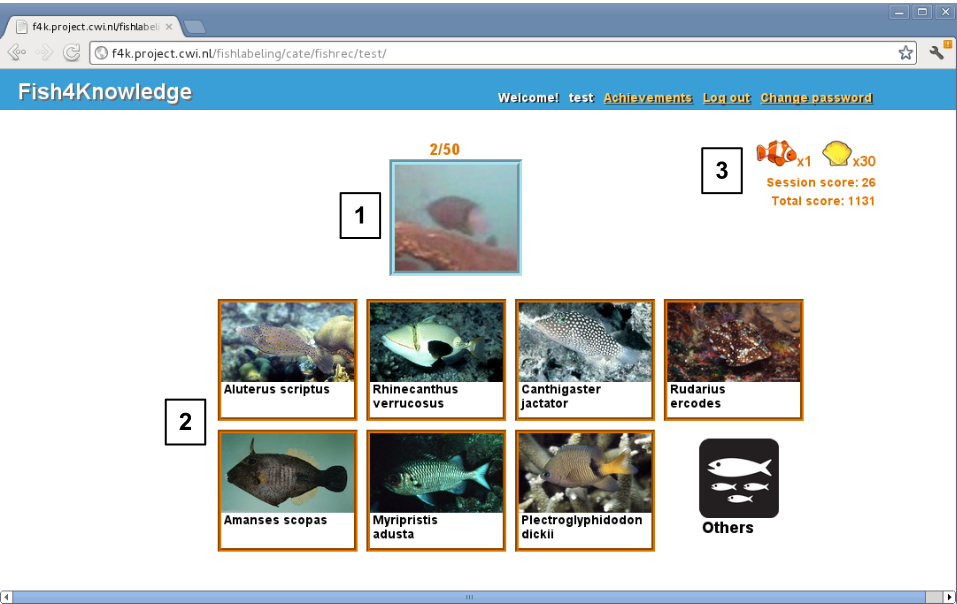 f4k.project.cwi.nl/fishlabeli
f4k.project.cwi.nl/fishlabeling/cate/fishrec/test/
Fish4Knowledge
Welcome! test Achievements Log out Change password
2/50
1
3
x1 x30
Session score: 26
Total score: 1131
2
Aluterus scriptus
Rhinecanthus
verrucosus
Canthigaster
jactator
Rudarius
ercodes
Amanses scopas
Myripristis
adusta
Plectroglyphidodon
dickii
Others